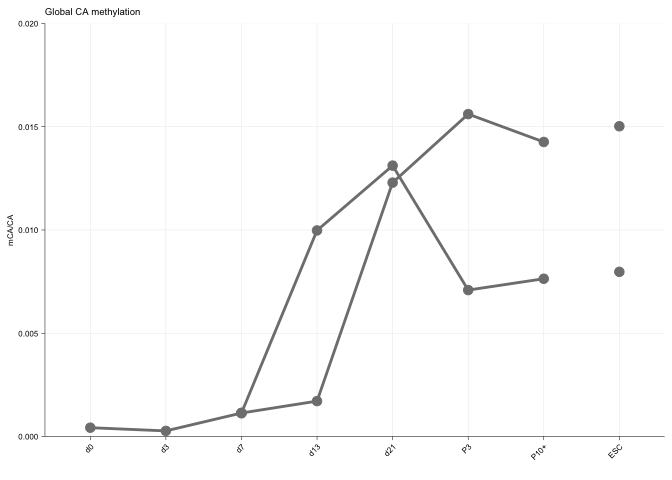 Global CA methylation
0.020
0.015
0.010
0.005
0.000
mCA/CA
d0
d3
d7
d13
d21
P3
P10+
ESC